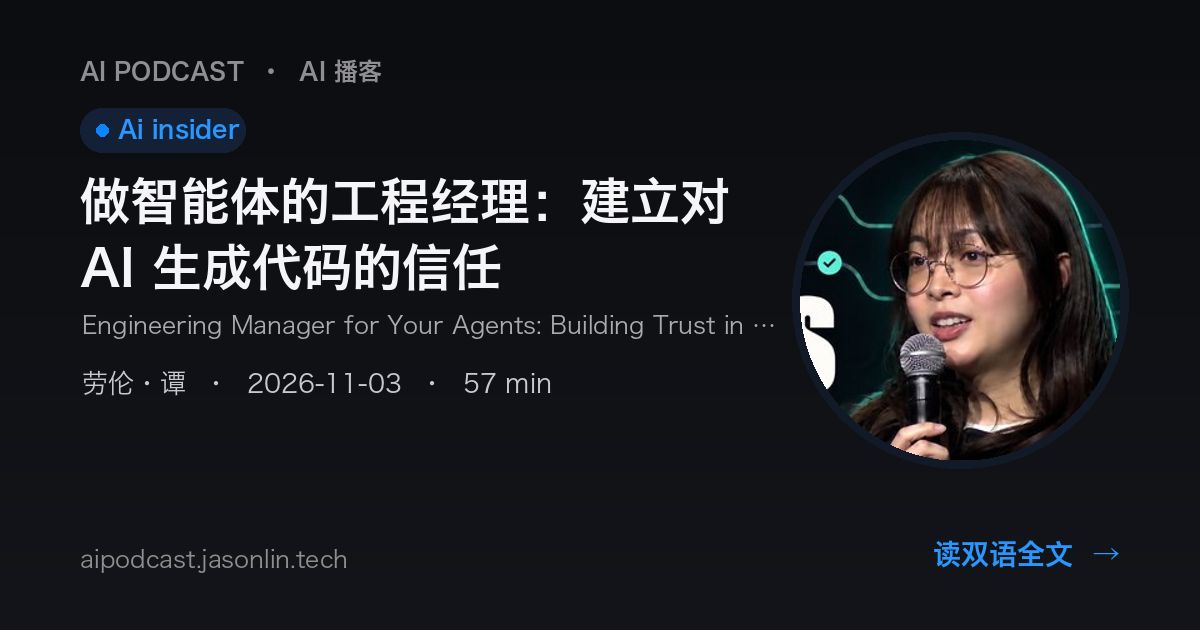 AI PODCAST · AI 播客
Ai insider
做智能体的工程经理：建立对
AI 生成代码的信任
Engineering Manager for Your Agents: Building Trust in …
劳伦·谭 · 2026-11-03 · 57 min
S
aipodcast.jasonlin.tech
读双语全文 →